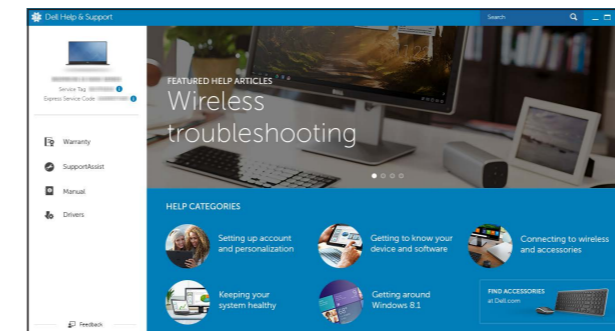 Dell Help & Support
Search
Service Tag
Express Service Code
Warranty
SupportAssist
Manual
Drivers
Feedback
FEATURED HELP ARTICLES
Wireless
troubleshooting
HELP CATEGORIES
Setting up account
and personalization
Getting to know your
device and software
Connecting to wireless
and accessories
Keeping your
system healthy
Getting around
Windows 8.1
FIND ACCESSORIES
at Dell.com